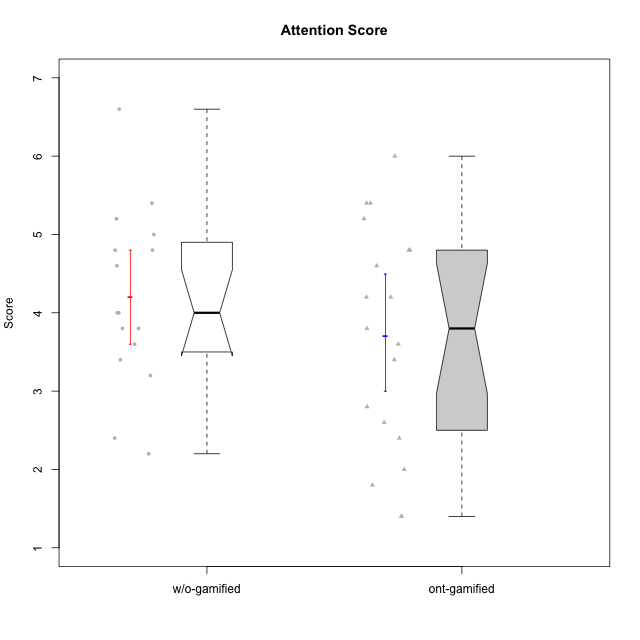 Attention Score
Score
7
6
5
4
3
2
1
w/o-gamified
ont-gamified